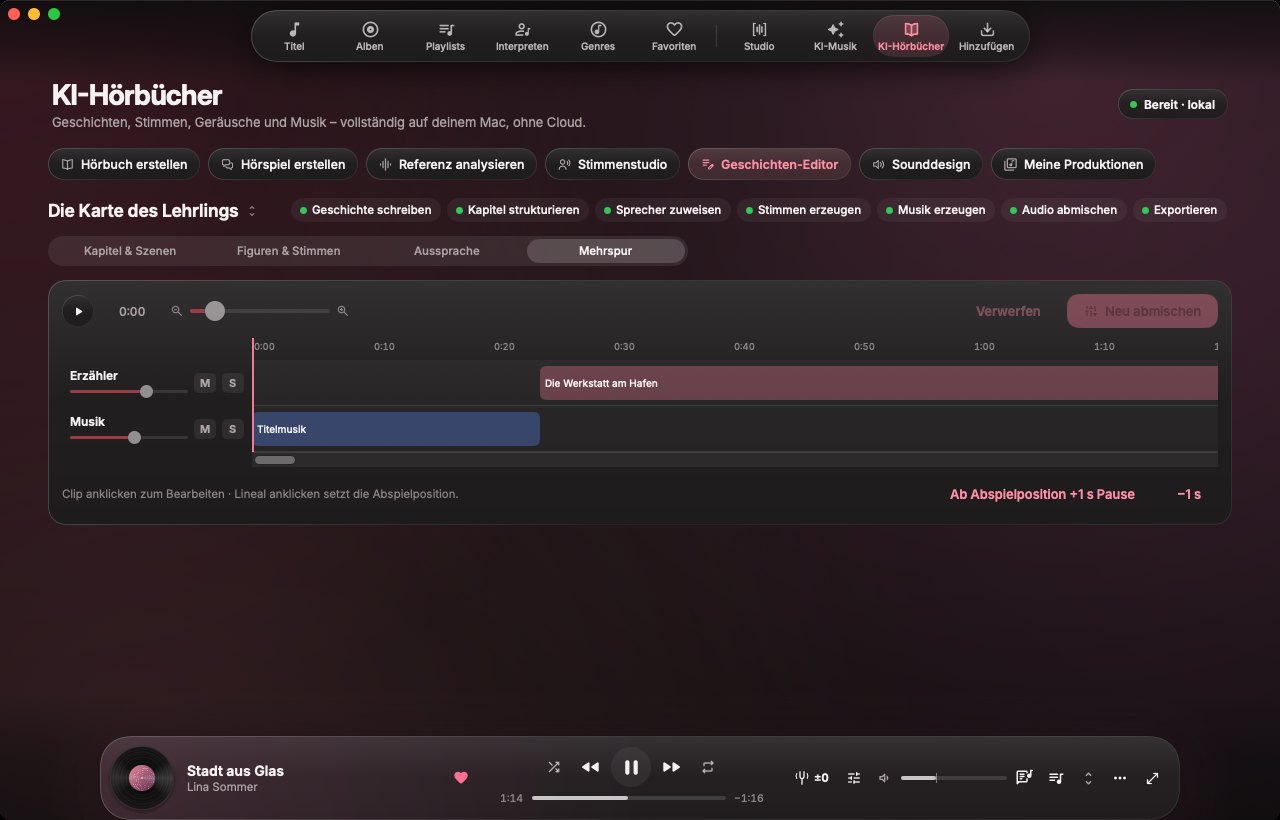 Titel Alben Playlists Interpreten Genres Favoriten Studio KI-Musik KI-Hörbücher Hinzufügen
KI-Hörbücher
Geschichten, Stimmen, Geräusche und Musik – vollständig auf deinem Mac, ohne Cloud.
Bereit · lokal
Hörbuch erstellen Hörspiel erstellen Referenz analysieren Stimmenstudio Geschichten-Editor Sounddesign Meine Produktionen
Die Karte des Lehrlings Geschichte schreiben Kapitel strukturieren Sprecher zuweisen Stimmen erzeugen Musik erzeugen Audio abmischen Exportieren
Kapitel & Szenen Figuren & Stimmen Aussprache Mehrspur
0:00 Verwerfen Neu abmischen
0:00 0:10 0:20 0:30 0:40 0:50 1:00 1:10 1
Erzähler M S Die Werkstatt am Hafen
Musik M S Titelmusik
Clip anklicken zum Bearbeiten · Lineal anklicken setzt die Abspielposition. Ab Abspielposition +1 s Pause −1 s
Stadt aus Glas
Lina Sommer
1:14 −1:16
±0